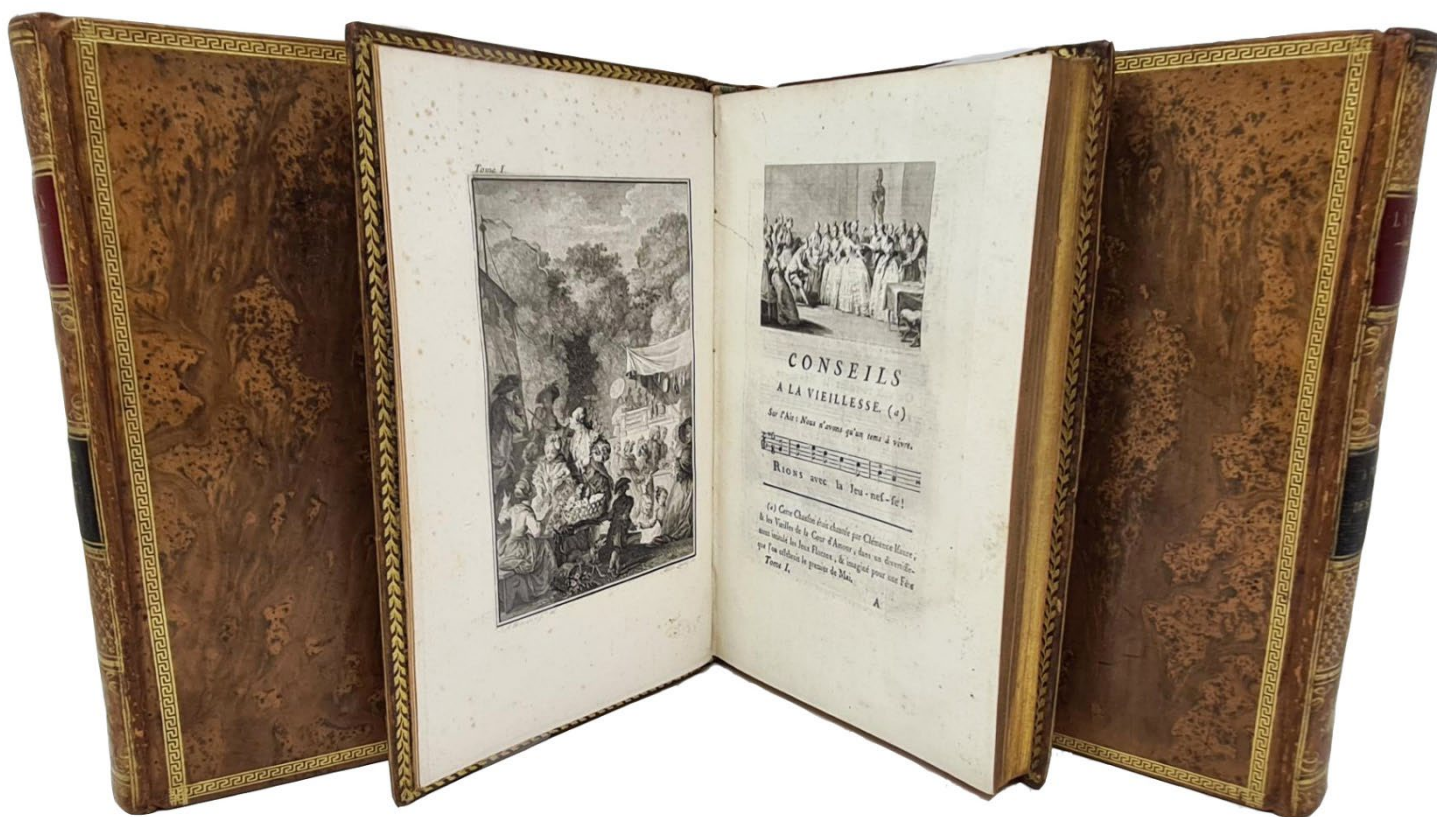 Tome I.
CONSEILS
A LA VIEILLESSE. (a)
Sur l'Air : Nous n'avons qu'un tems à vivre.
RIONS avec la Jeu-neſ-ſe !
(a) Cette Chanſon étoit chantée par Clémence Iſaure,
& les Vieilles de la Cour d'Amour, dans un divertiſſe-
ment intitulé les Jeux Floraux, & imaginé pour une Fête
que l'on célébroit le premier de Mai.
Tome I.
A